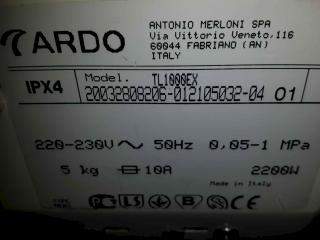 ARDO
ANTONIO MERLONI SPA
Via Vittorio Veneto,116
60044 FABRIANO (AN)
ITALY
IPX4
Model. TL1000EX
20032808206-012105032-04 01
220-230V ~ 50Hz 0,05-1 MPa
5 kg 10A 2200W
Made in Italy